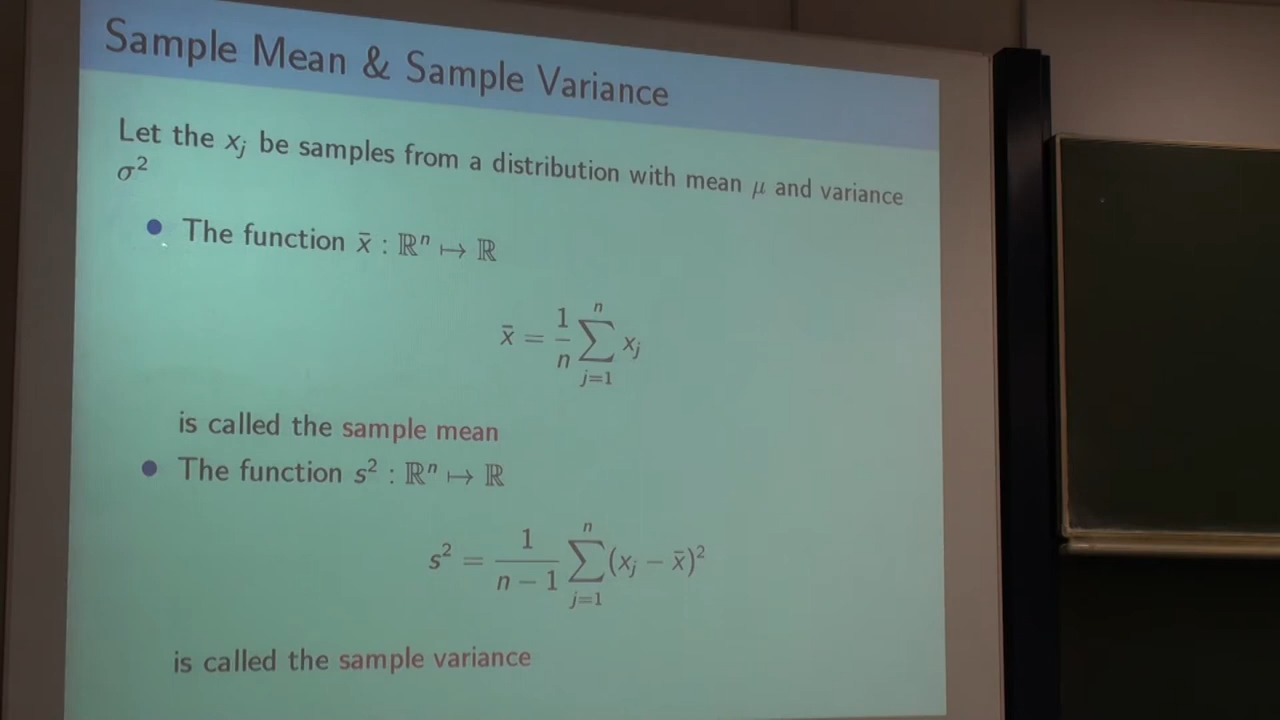 Sample Mean & Sample Variance
Let the xⱼ be samples from a distribution with mean μ and variance
σ²
• The function x̄ : ℝⁿ ↦ ℝ
x̄ = 1/n ∑_{j=1}^{n} xⱼ
is called the sample mean
• The function s² : ℝⁿ ↦ ℝ
s² = 1/(n − 1) ∑_{j=1}^{n} (xⱼ − x̄)²
is called the sample variance